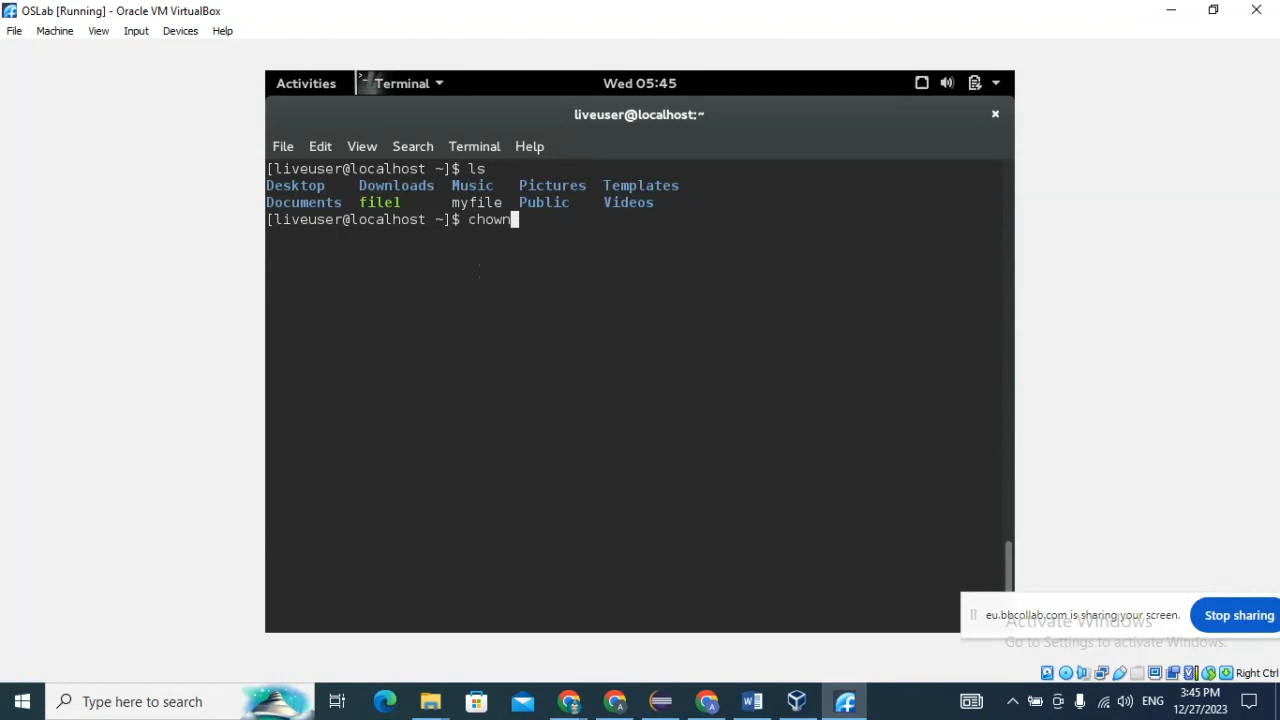 OSLab [Running] - Oracle VM VirtualBox
File Machine View Input Devices Help
Activities Terminal Wed 05:45
liveuser@localhost:~
File Edit View Search Terminal Help
[liveuser@localhost ~]$ ls
Desktop Downloads Music Pictures Templates
Documents file1 myfile Public Videos
[liveuser@localhost ~]$ chown
eu.bbcollab.com is sharing your screen. Stop sharing
Activate Windows
Go to Settings to activate Windows.
Right Ctrl
Type here to search
ENG
3:45 PM
12/27/2023